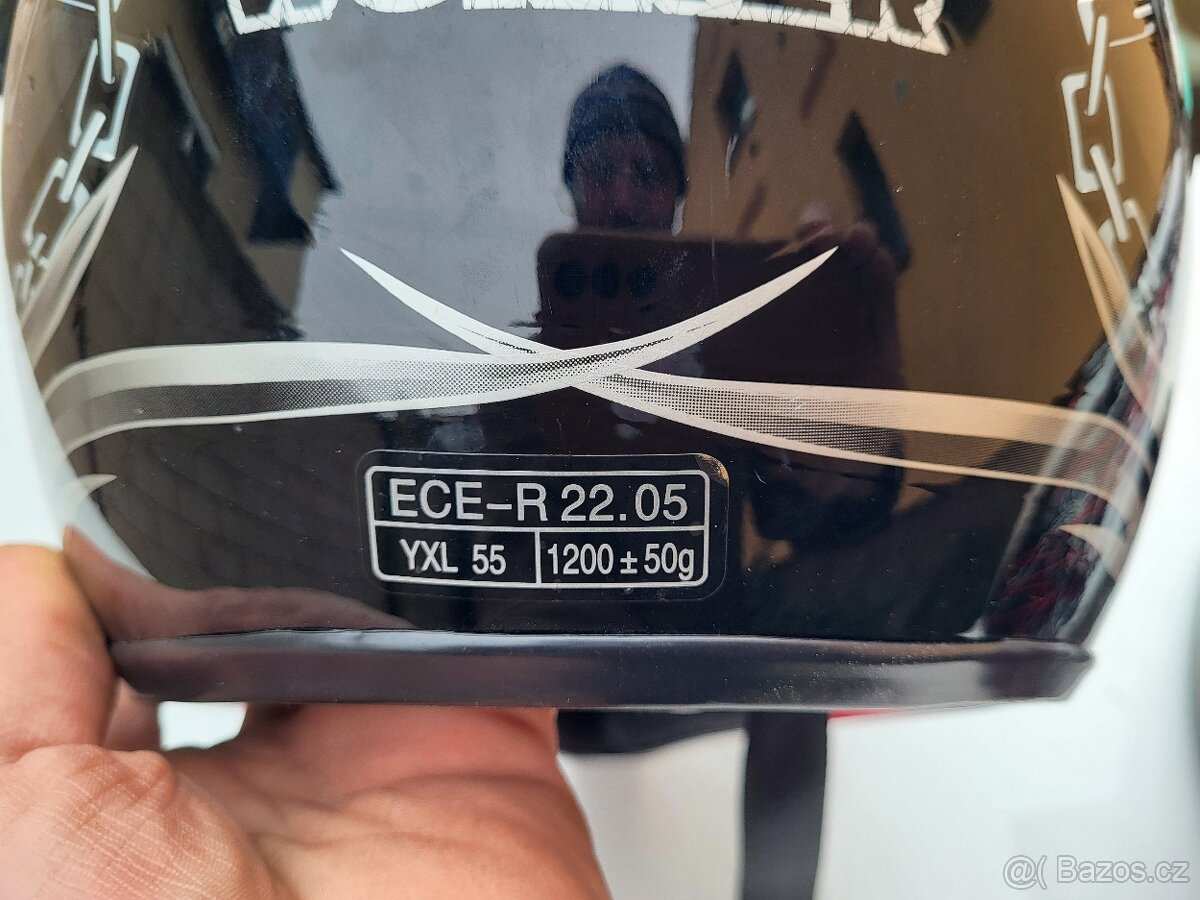 ECE-R 22.05
YXL 55
1200 ± 50g
@( Bazos.cz